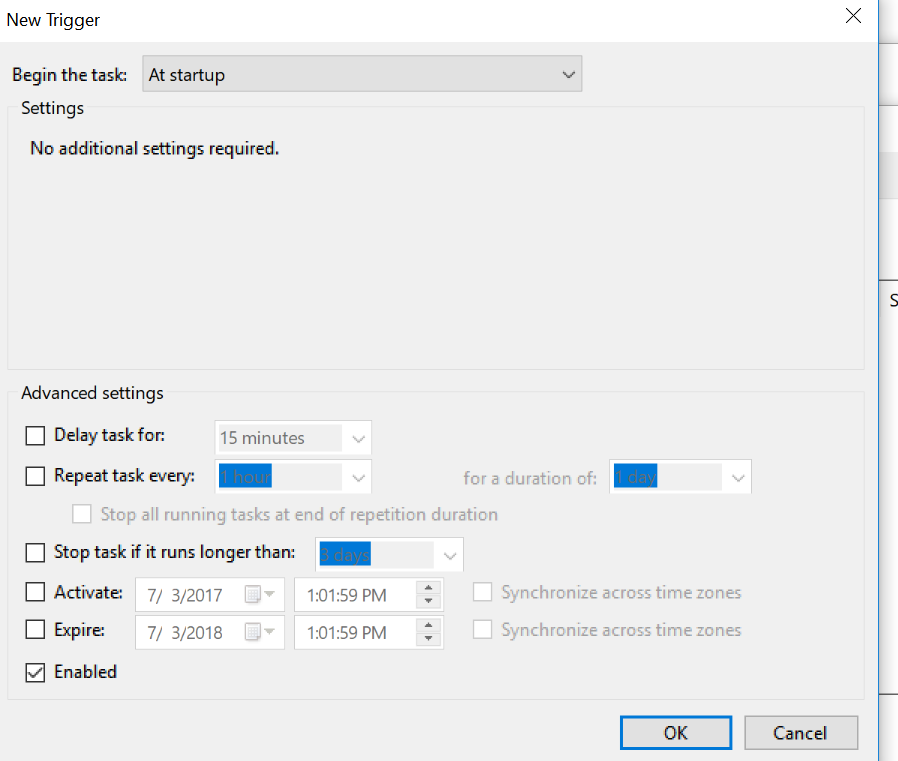 New Trigger
Begin the task: At startup
Settings
No additional settings required.
Advanced settings
Delay task for: 15 minutes
Repeat task every: 1 hour for a duration of: 1 day
Stop all running tasks at end of repetition duration
Stop task if it runs longer than: 3 days
Activate: 7/ 3/2017 1:01:59 PM Synchronize across time zones
Expire: 7/ 3/2018 1:01:59 PM Synchronize across time zones
Enabled
OK Cancel